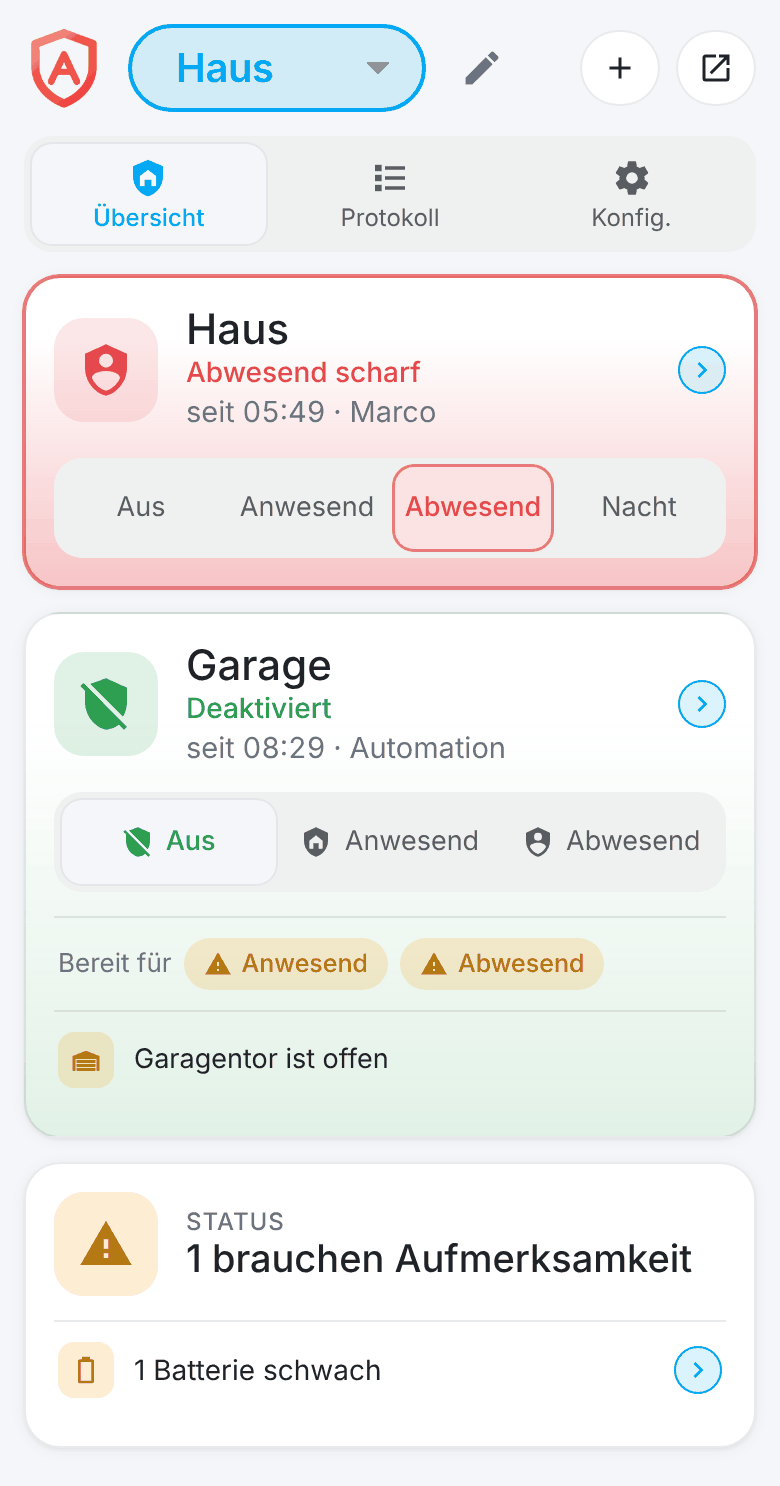 Haus
Übersicht
Protokoll
Konfig.
Haus
Abwesend scharf
seit 05:49 · Marco
Aus
Anwesend
Abwesend
Nacht
Garage
Deaktiviert
seit 08:29 · Automation
Aus
Anwesend
Abwesend
Bereit für
Anwesend
Abwesend
Garagentor ist offen
STATUS
1 brauchen Aufmerksamkeit
1 Batterie schwach